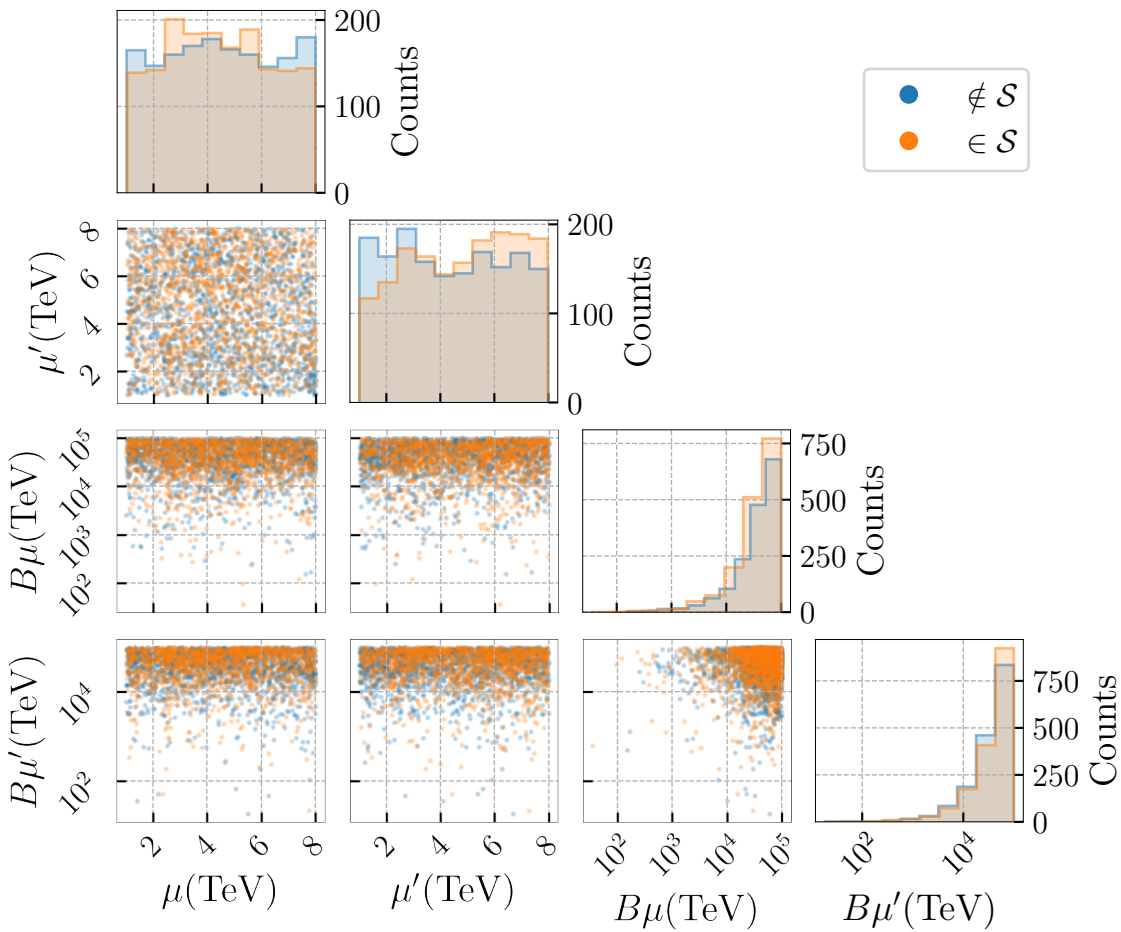 200
100
0
Counts
∉ 𝒮
∈ 𝒮
8
6
4
2
μ′(TeV)
200
100
0
Counts
10⁵
10⁴
10³
10²
Bμ(TeV)
750
500
250
0
Counts
10⁴
10²
Bμ′(TeV)
750
500
250
0
Counts
2 4 6 8
μ(TeV)
2 4 6 8
μ′(TeV)
10² 10³ 10⁴ 10⁵
Bμ(TeV)
10² 10⁴
Bμ′(TeV)